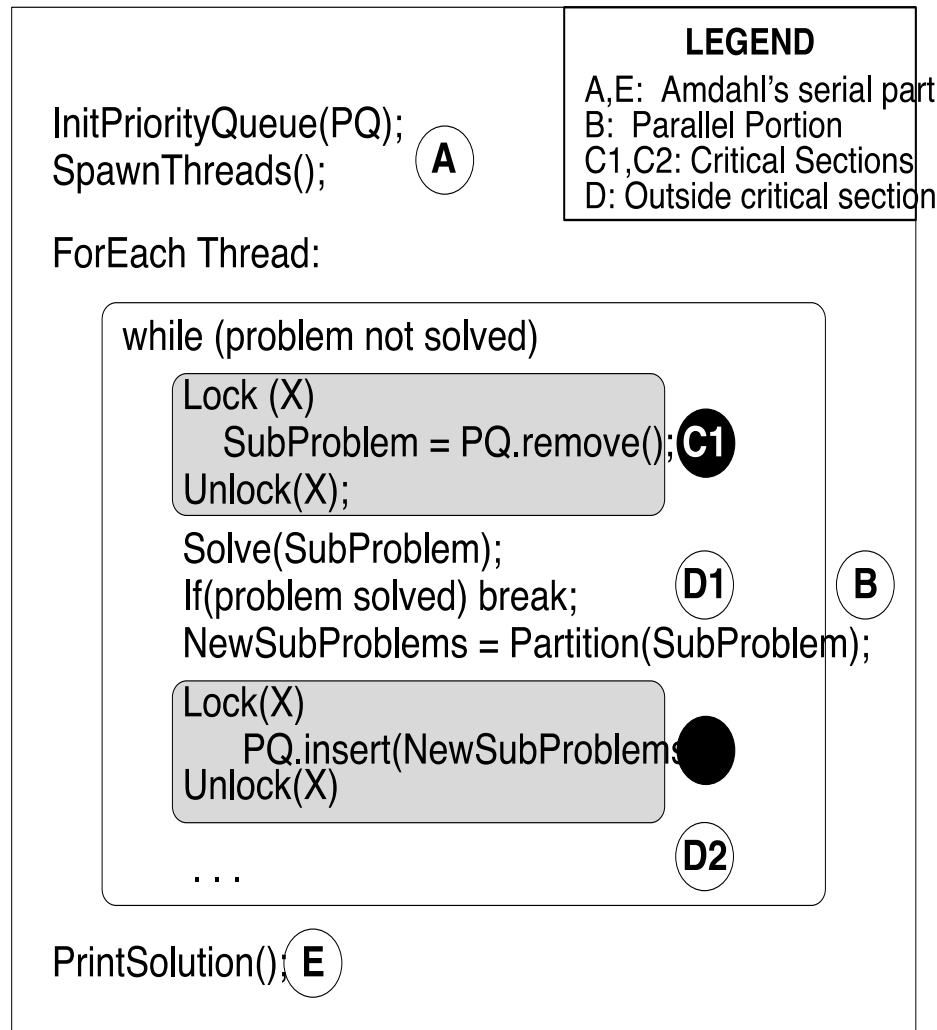 LEGEND
A,E: Amdahl's serial part
B: Parallel Portion
C1,C2: Critical Sections
D: Outside critical section
InitPriorityQueue(PQ);
SpawnThreads();
A
ForEach Thread:
while (problem not solved)
Lock (X)
SubProblem = PQ.remove();
C1
Unlock(X);
Solve(SubProblem);
If(problem solved) break;
D1
B
NewSubProblems = Partition(SubProblem);
Lock(X)
PQ.insert(NewSubProblems
Unlock(X)
. . .
D2
PrintSolution();
E